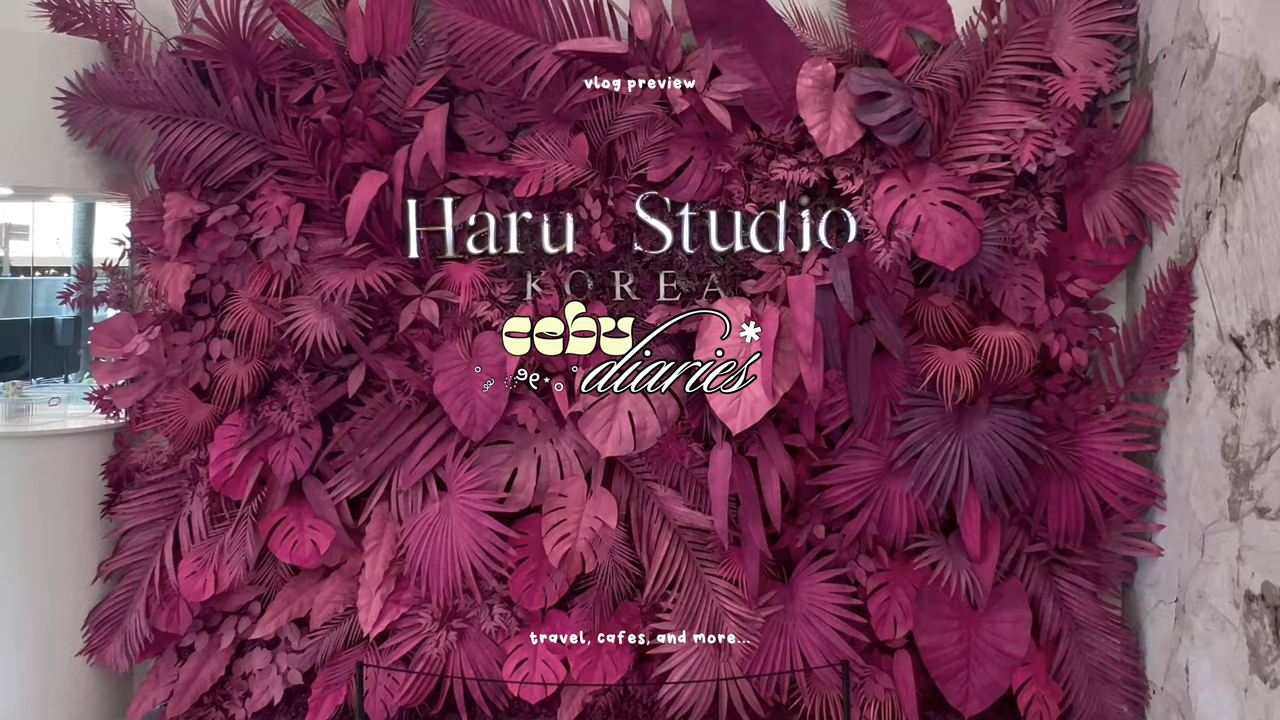 vlog preview
Haru Studio
KOREA
cebu
diaries*
travel, cafes, and more...